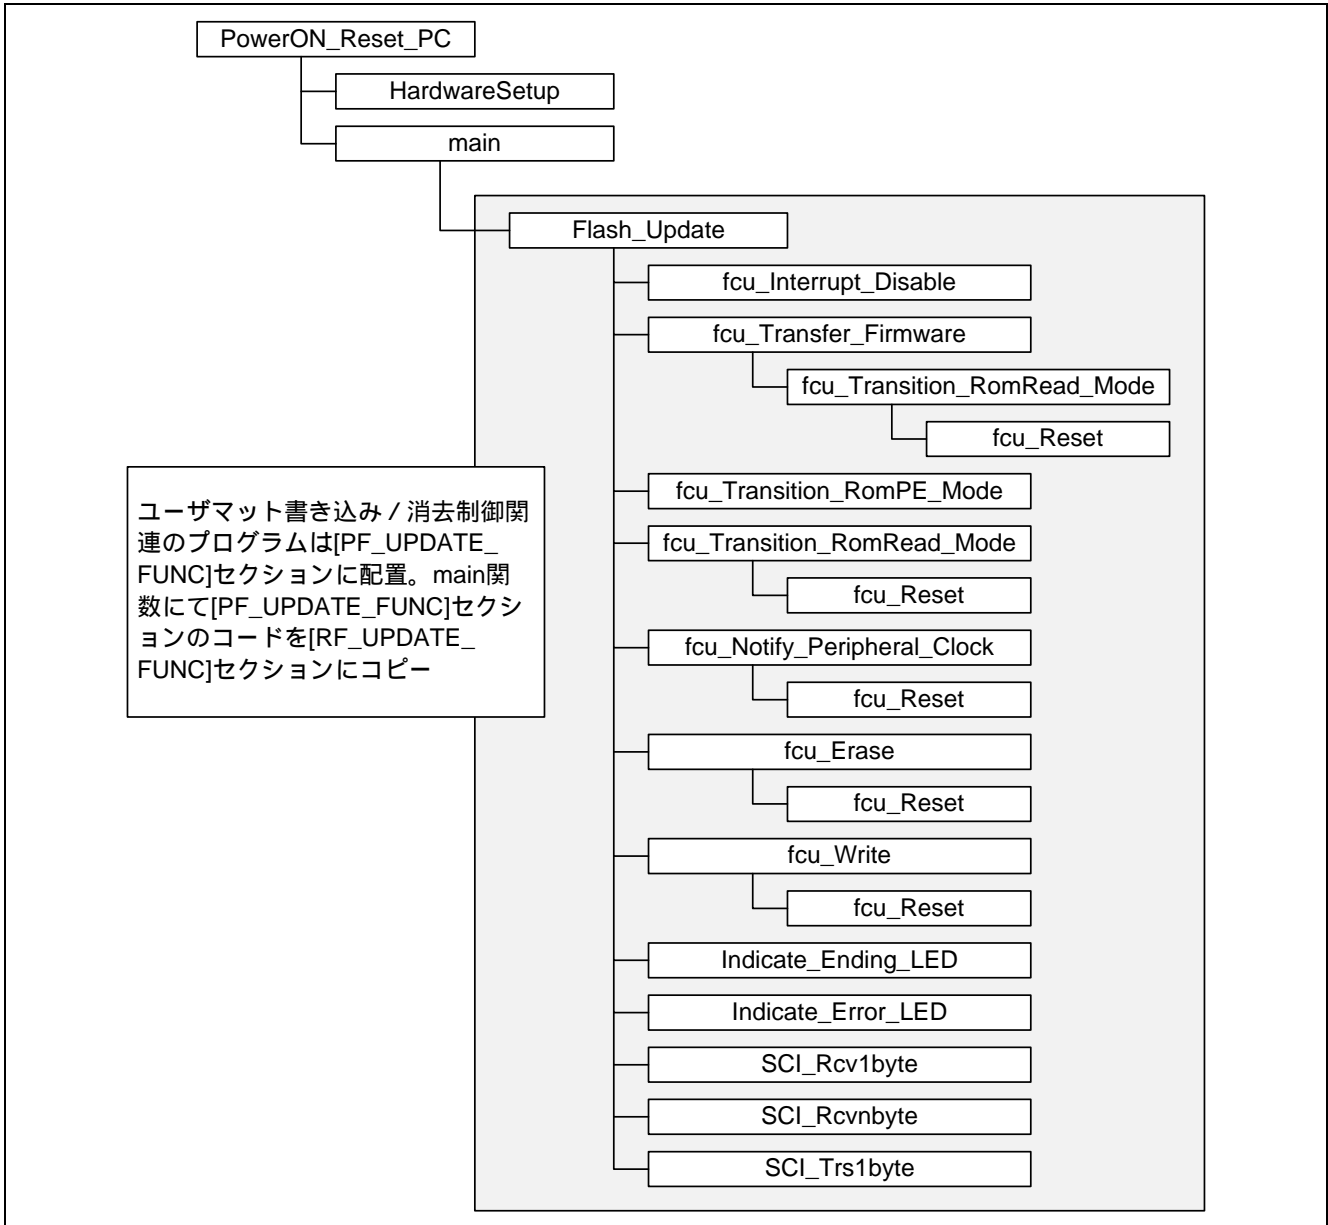 PowerON_Reset_PC
HardwareSetup
main
Flash_Update
fcu_Interrupt_Disable
fcu_Transfer_Firmware
fcu_Transition_RomRead_Mode
fcu_Reset
fcu_Transition_RomPE_Mode
fcu_Transition_RomRead_Mode
fcu_Reset
fcu_Notify_Peripheral_Clock
fcu_Reset
fcu_Erase
fcu_Reset
fcu_Write
fcu_Reset
Indicate_Ending_LED
Indicate_Error_LED
SCI_Rcv1byte
SCI_Rcvnbyte
SCI_Trs1byte
ユーザマット書き込み / 消去制御関
連のプログラムは[PF_UPDATE_
FUNC]セクションに配置。main関
数にて[PF_UPDATE_FUNC]セクシ
ョンのコードを[RF_UPDATE_
FUNC]セクションにコピー